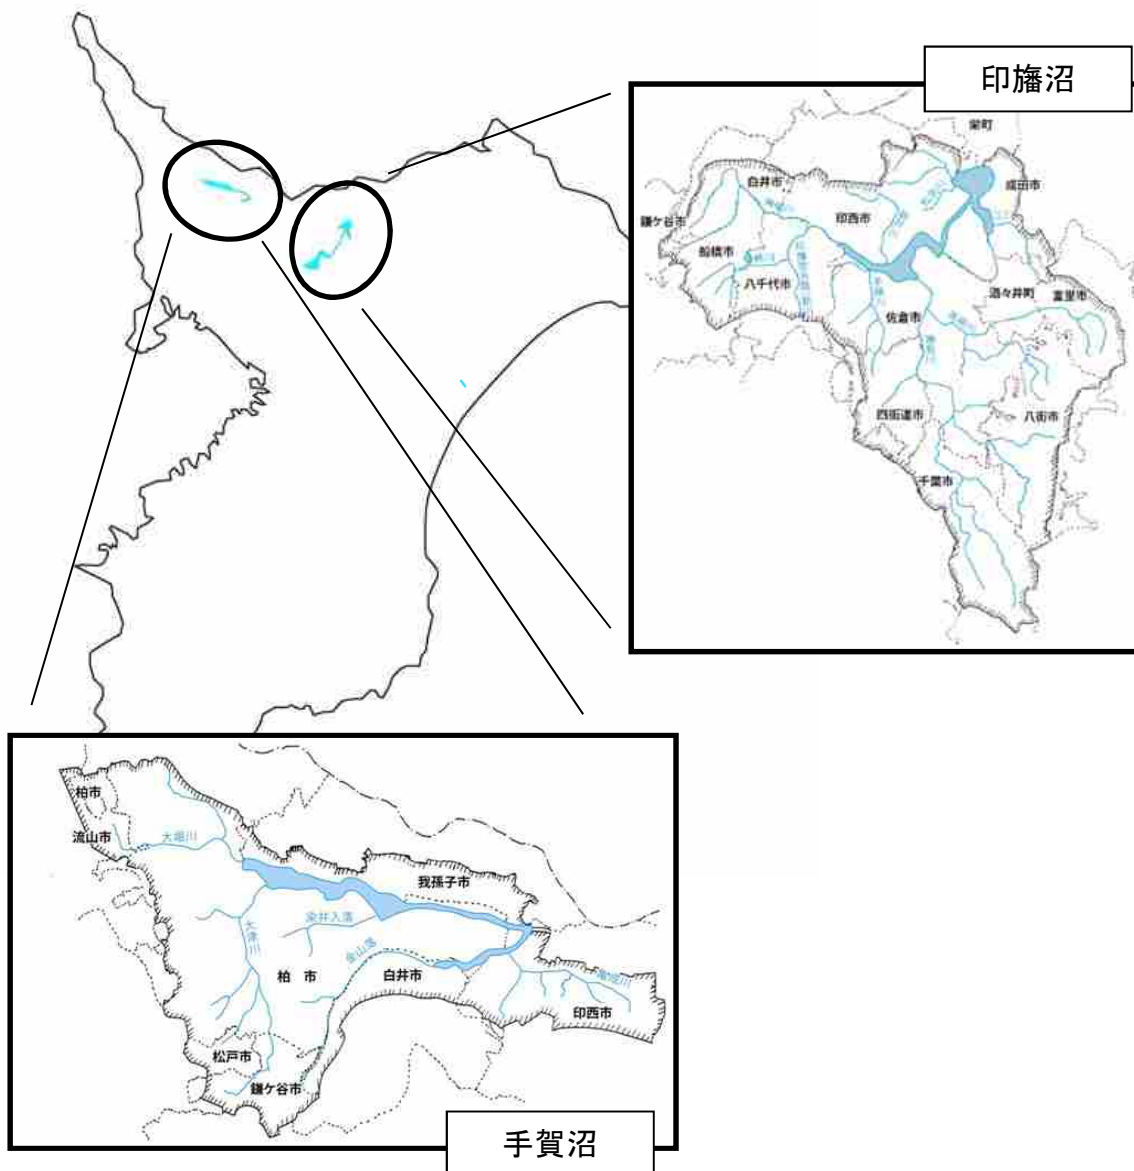 印旛沼
栄町
成田市
白井市
印西市
鎌ケ谷市
船橋市
八千代市
酒々井町
富里市
佐倉市
四街道市
八街市
千葉市
柏市
流山市
大堀川
我孫子市
染井入落
大津川
金山落
柏 市
白井市
亀成川
印西市
松戸市
鎌ケ谷市
手賀沼